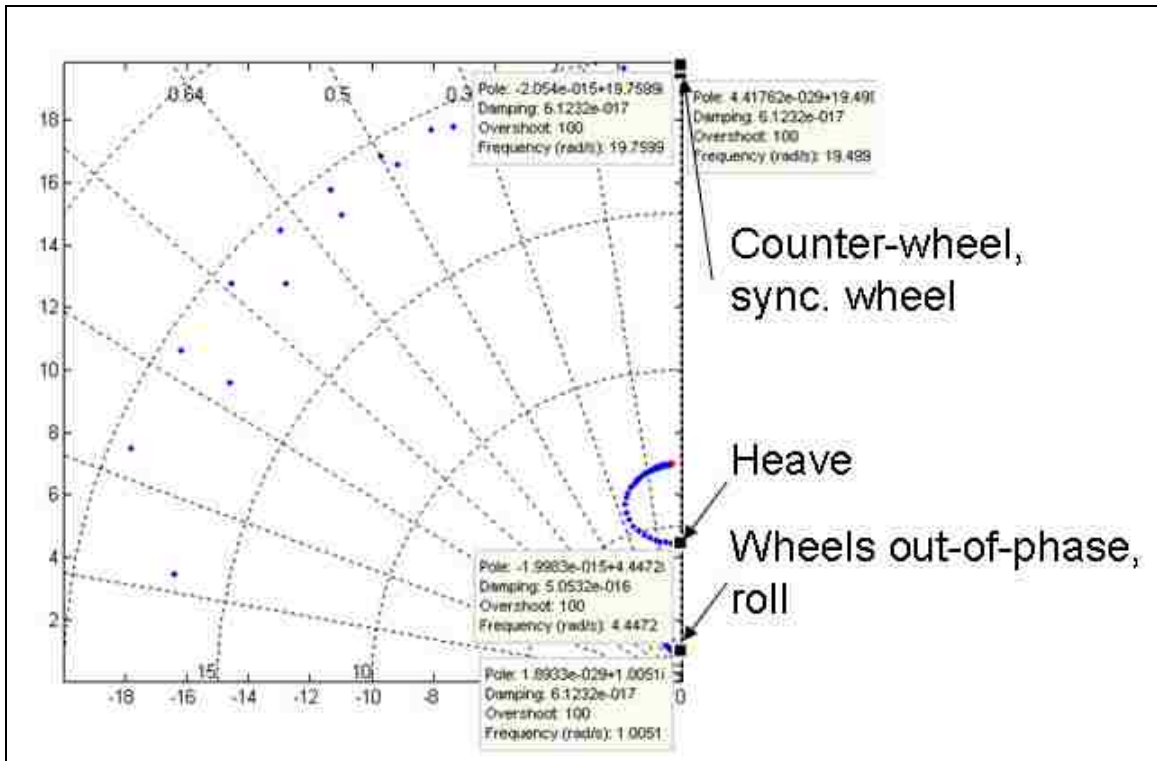 0.64
0.5
0.3
Pole: -2.054e-015+19.7599i
Damping: 6.1232e-017
Overshoot: 100
Frequency (rad/s): 19.7599
Pole: 4.41762e-029+19.499
Damping: 6.1232e-017
Overshoot: 100
Frequency (rad/s): 19.499
18
16
14
12
10
8
6
4
2
Counter-wheel,
sync. wheel
Heave
Wheels out-of-phase,
roll
Pole: -1.9983e-015+4.4472i
Damping: 5.0532e-016
Overshoot: 100
Frequency (rad/s): 4.4472
Pole: 1.8933e-029+1.0051i
Damping: 6.1232e-017
Overshoot: 100
Frequency (rad/s): 1.0051
15
10
-18
-16
-14
-12
-10
-8
0